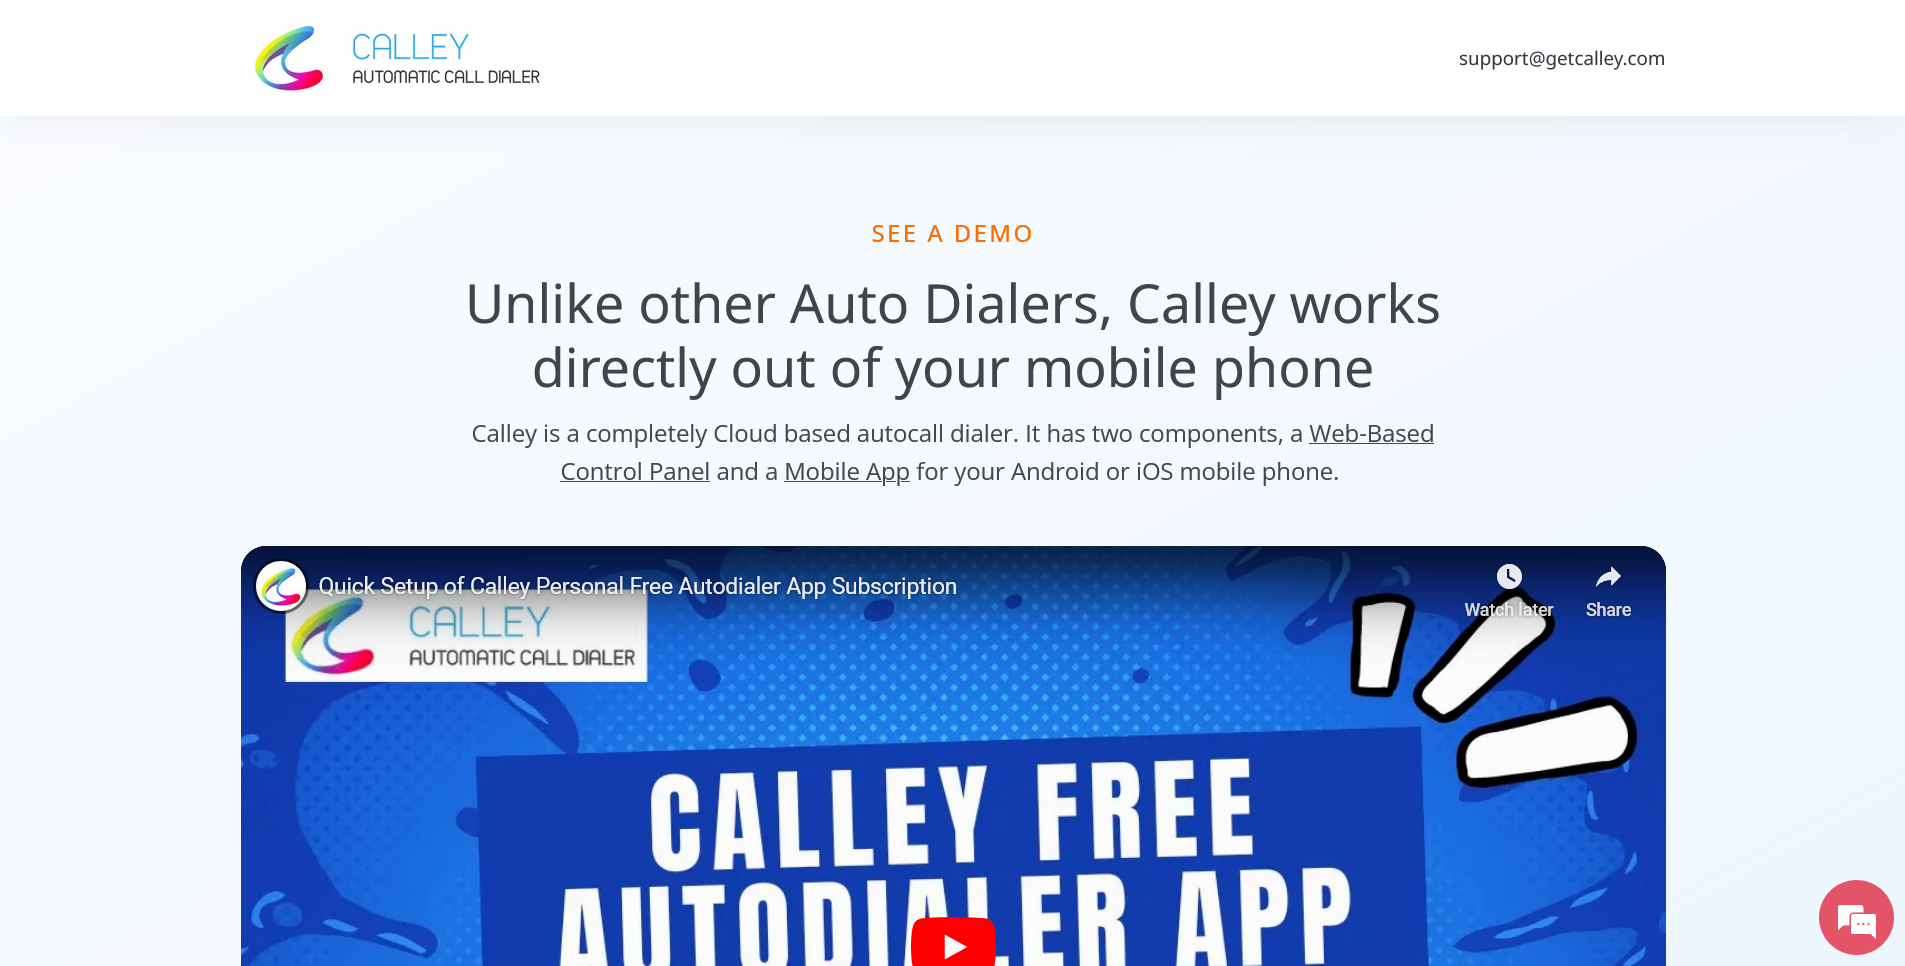 CALLEY
AUTOMATIC CALL DIALER
support@getcalley.com
SEE A DEMO
Unlike other Auto Dialers, Calley works
directly out of your mobile phone
Calley is a completely Cloud based autocall dialer. It has two components, a Web-Based
Control Panel and a Mobile App for your Android or iOS mobile phone.
Quick Setup of Calley Personal Free Autodialer App Subscription
Watch later
Share
CALLEY
AUTOMATIC CALL DIALER
CALLEY FREE
AUTODIALER APP